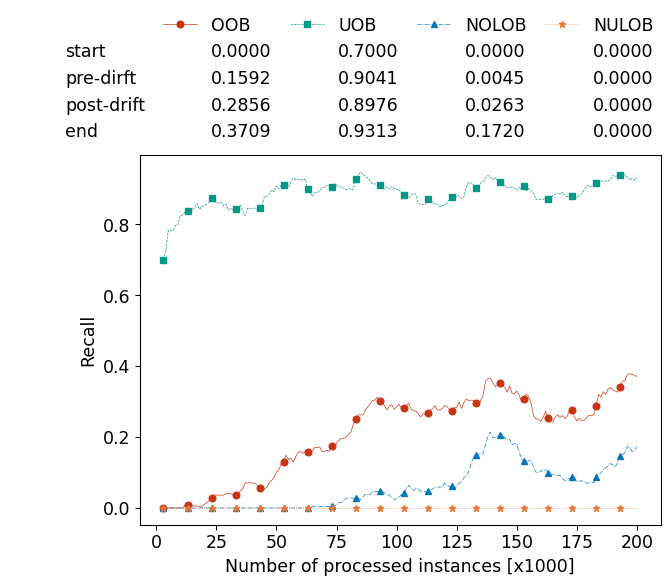 OOB UOB NOLOB NULOB
start 0.0000 0.7000 0.0000 0.0000
pre-dirft 0.1592 0.9041 0.0045 0.0000
post-drift 0.2856 0.8976 0.0263 0.0000
end 0.3709 0.9313 0.1720 0.0000
0.8
0.6
Recall
0.4
0.2
0.0
0 25 50 75 100 125 150 175 200
Number of processed instances [x1000]